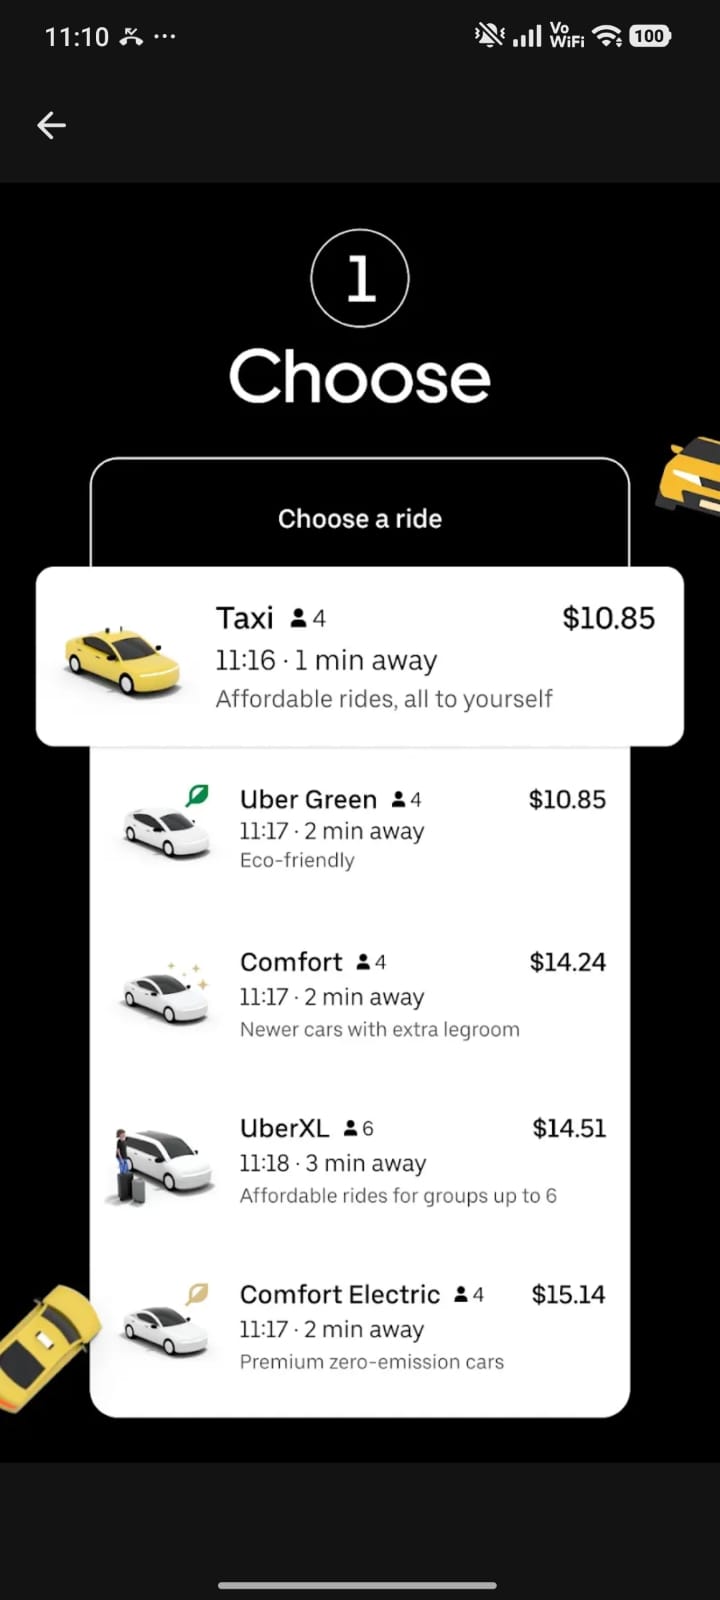 11:10 ...
Vo
WiFi
100
1
Choose
Choose a ride
Taxi 4 $10.85
11:16 · 1 min away
Affordable rides, all to yourself
Uber Green 4 $10.85
11:17 · 2 min away
Eco-friendly
Comfort 4 $14.24
11:17 · 2 min away
Newer cars with extra legroom
UberXL 6 $14.51
11:18 · 3 min away
Affordable rides for groups up to 6
Comfort Electric 4 $15.14
11:17 · 2 min away
Premium zero-emission cars